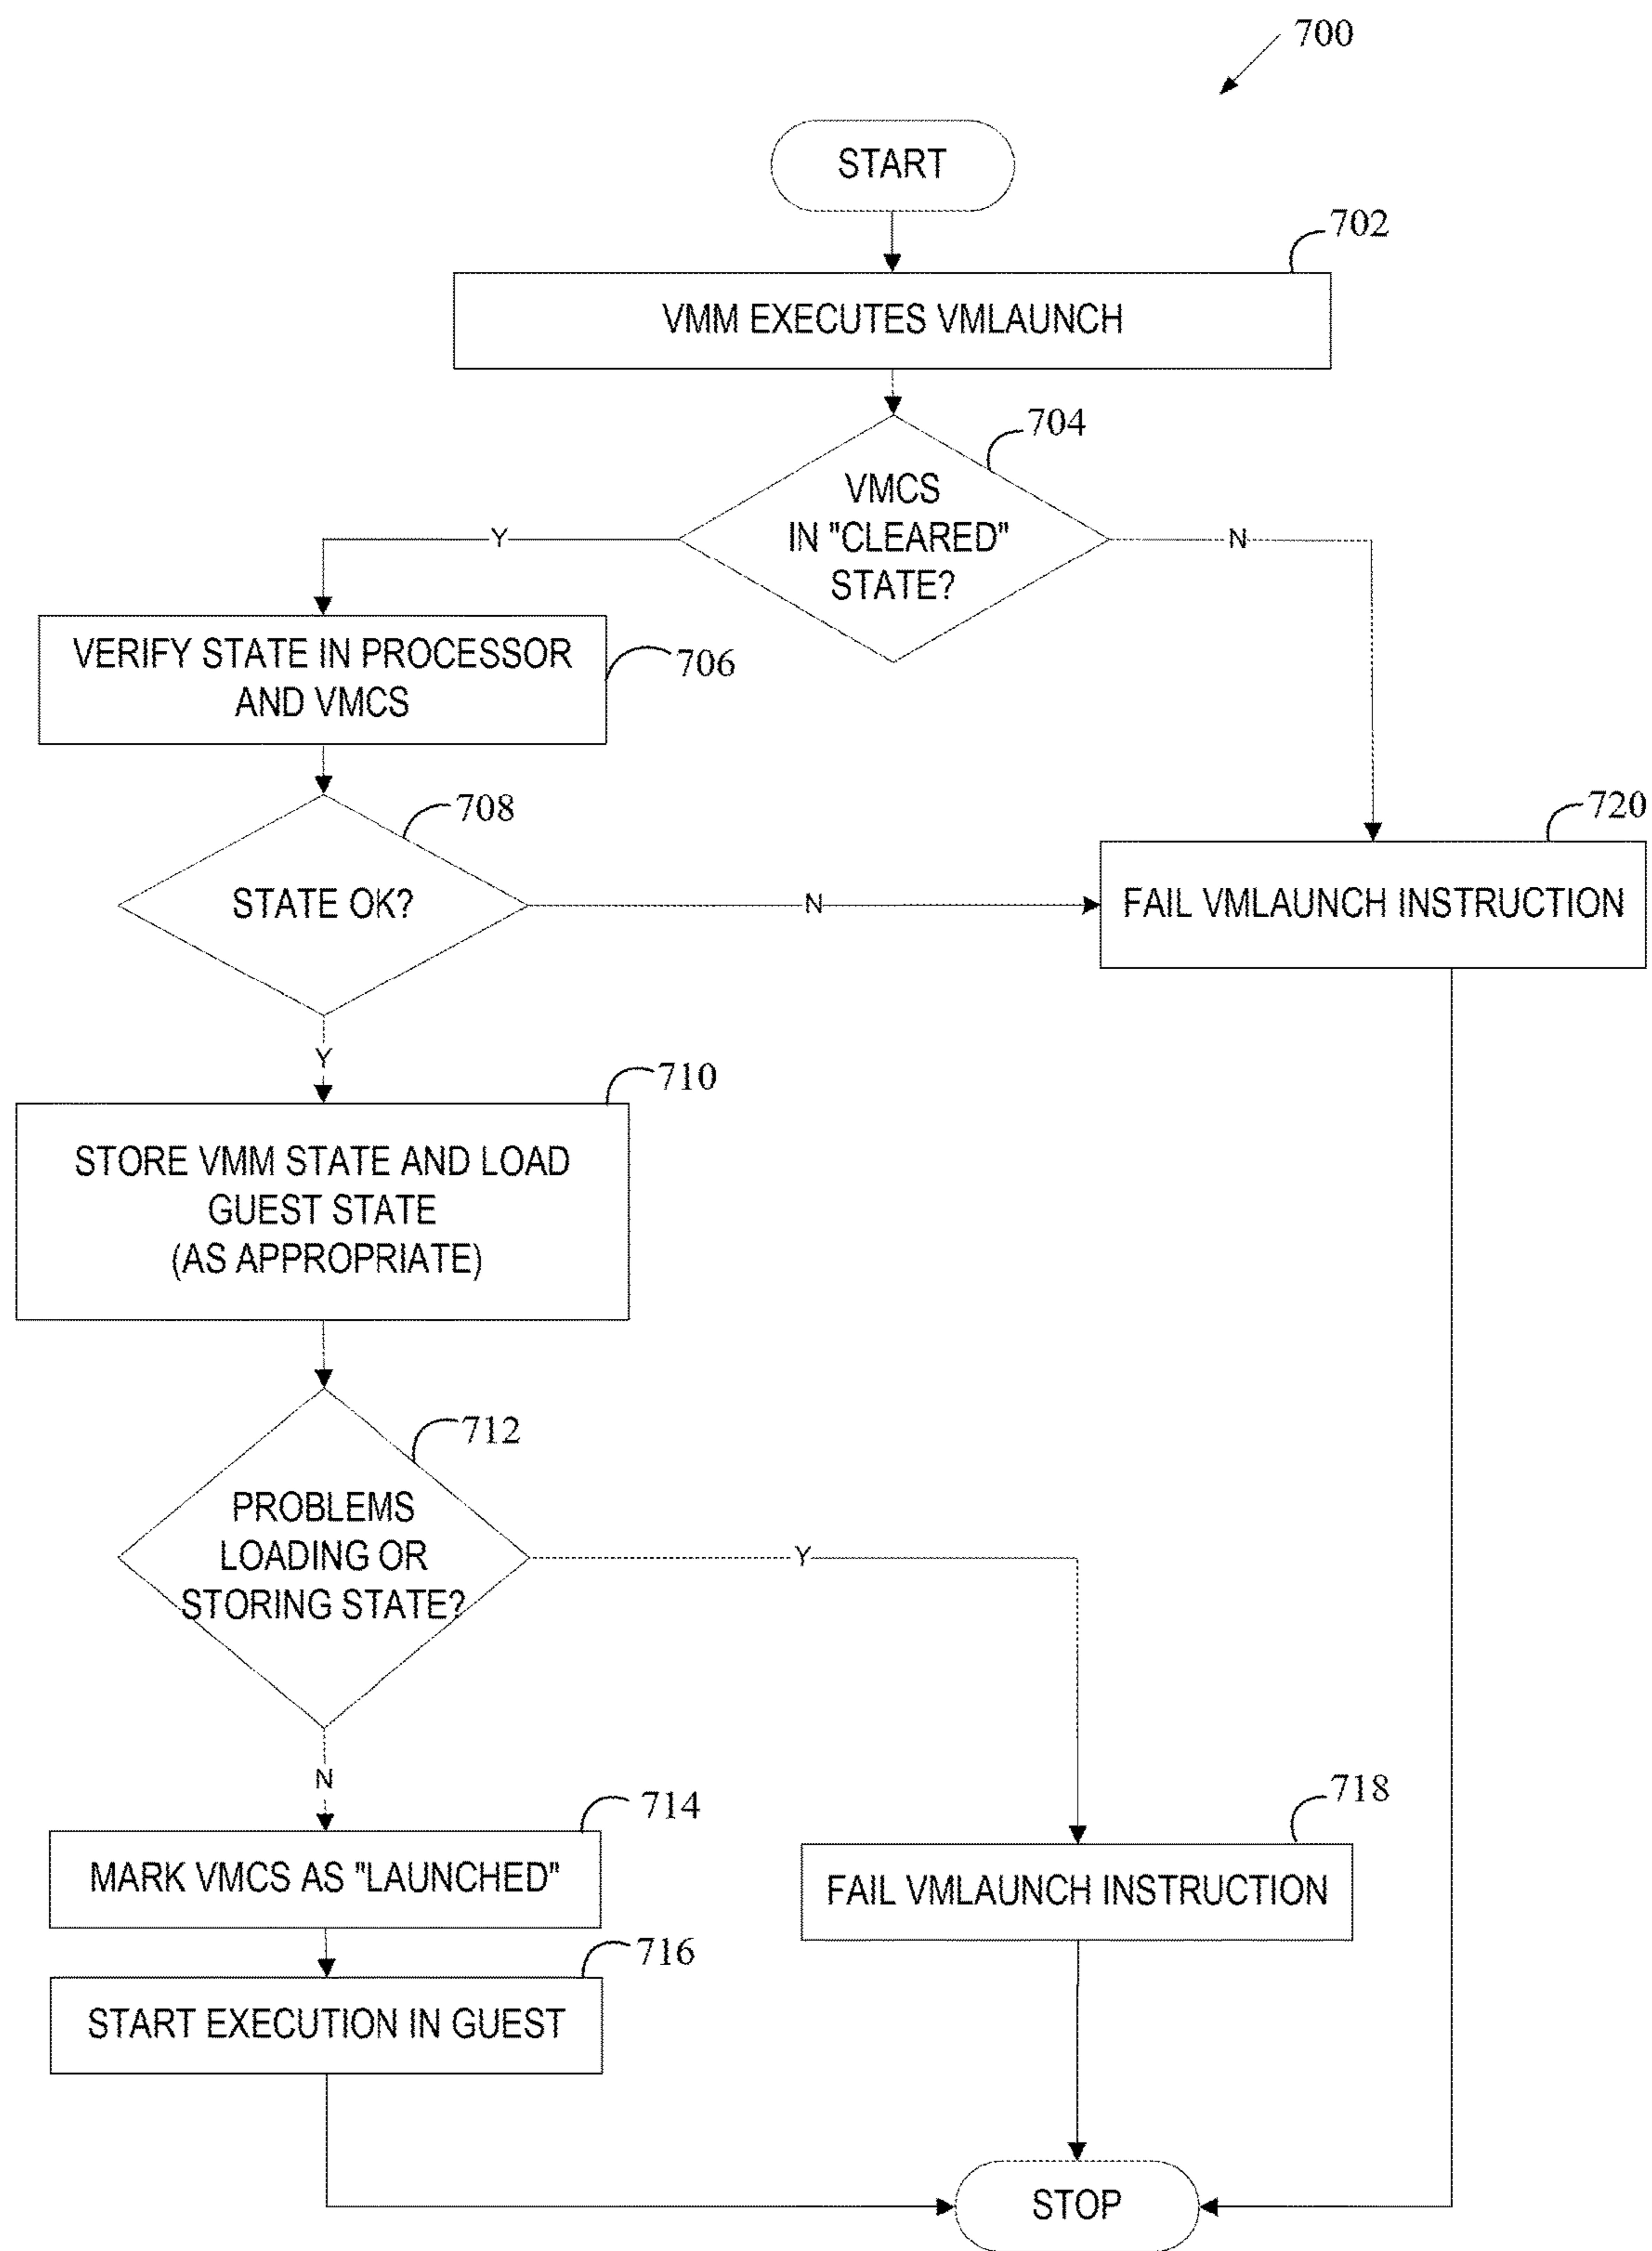 700
START
702
VMM EXECUTES VMLAUNCH
704
VMCS
IN "CLEARED"
STATE?
Y
N
VERIFY STATE IN PROCESSOR
AND VMCS
706
708
STATE OK?
N
720
FAIL VMLAUNCH INSTRUCTION
Y
710
STORE VMM STATE AND LOAD
GUEST STATE
(AS APPROPRIATE)
712
PROBLEMS
LOADING OR
STORING STATE?
Y
N
714
MARK VMCS AS "LAUNCHED"
718
FAIL VMLAUNCH INSTRUCTION
716
START EXECUTION IN GUEST
STOP